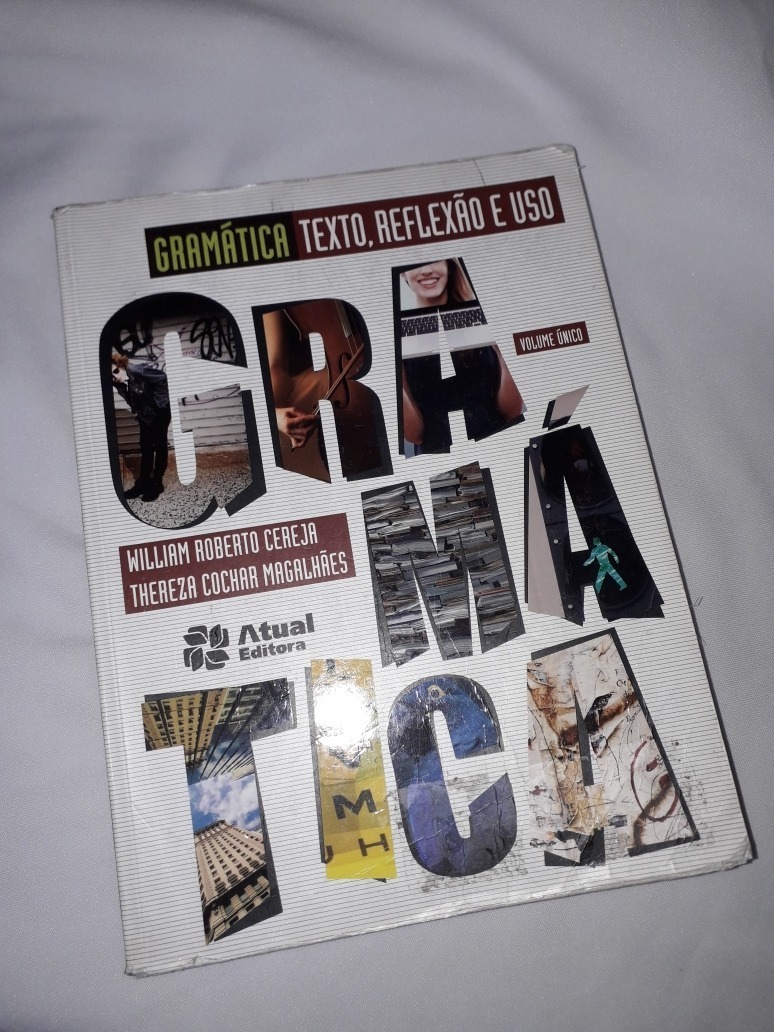 GRAMÁTICA TEXTO, REFLEXÃO E USO
GRA
VOLUME ÚNICO
MÁ
WILLIAM ROBERTO CEREJA
THEREZA COCHAR MAGALHÃES
Atual
Editora
TICA
M
H